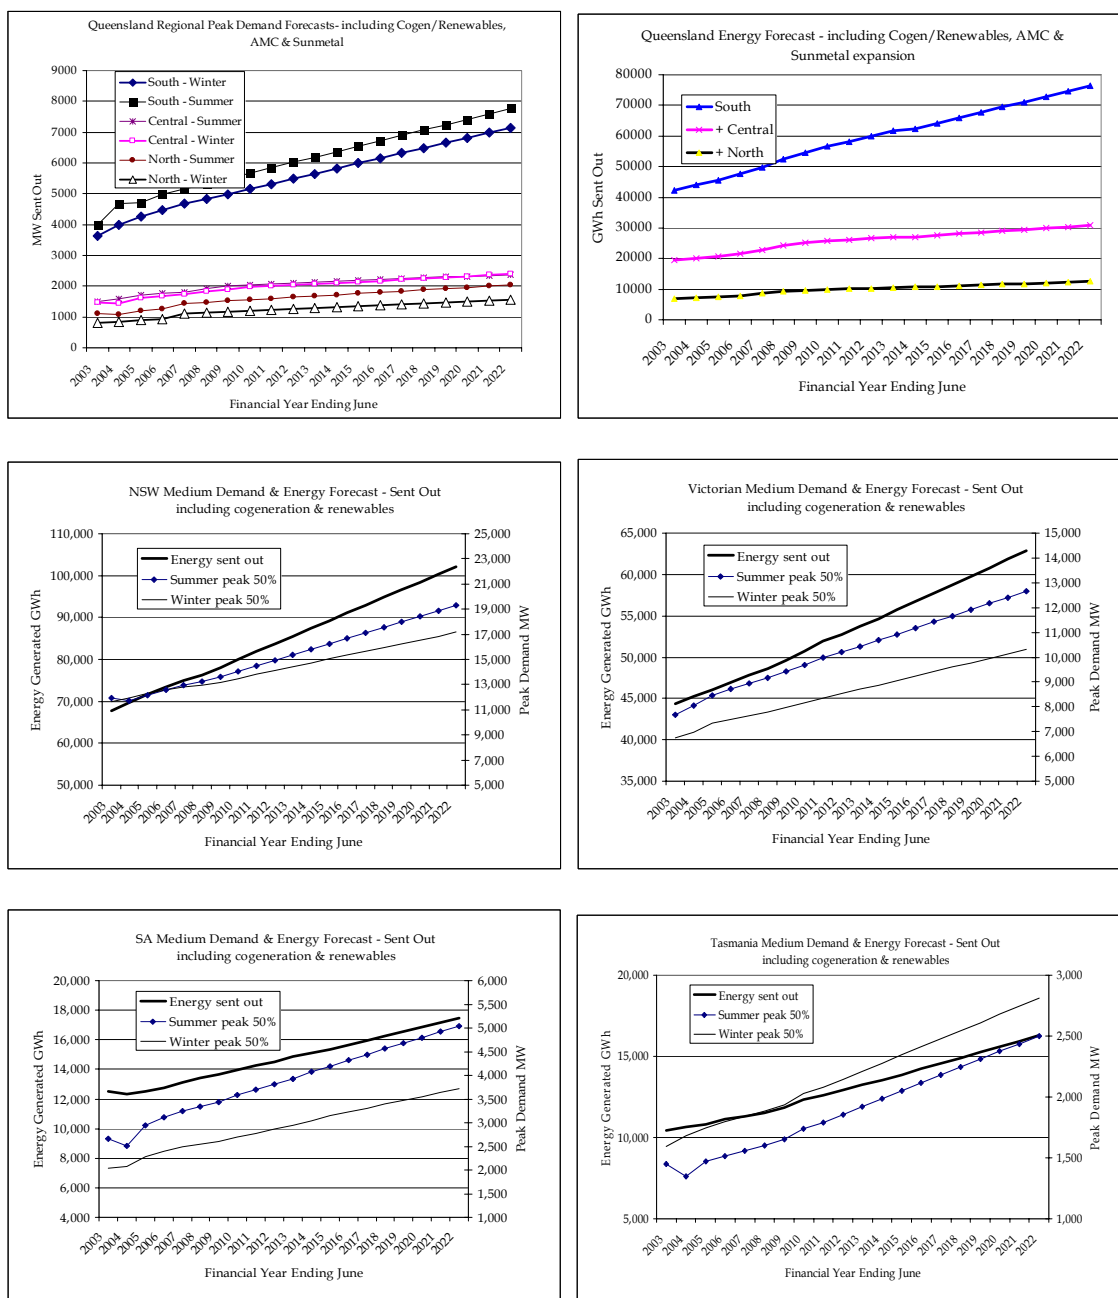 Queensland Regional Peak Demand Forecasts- including Cogen/Renewables,
AMC & Sunmetal
MW Sent Out
9000
8000
7000
6000
5000
4000
3000
2000
1000
0
South - Winter
South - Summer
Central - Summer
Central - Winter
North - Summer
North - Winter
2003 2004 2005 2006 2007 2008 2009 2010 2011 2012 2013 2014 2015 2016 2017 2018 2019 2020 2021 2022
Financial Year Ending June
Queensland Energy Forecast - including Cogen/Renewables, AMC &
Sunmetal expansion
GWh Sent Out
80000
70000
60000
50000
40000
30000
20000
10000
0
South
+ Central
+ North
2003 2004 2005 2006 2007 2008 2009 2010 2011 2012 2013 2014 2015 2016 2017 2018 2019 2020 2021 2022
Financial Year Ending June
NSW Medium Demand & Energy Forecast - Sent Out
including cogeneration & renewables
Energy Generated GWh
110,000
100,000
90,000
80,000
70,000
60,000
50,000
Energy sent out
Summer peak 50%
Winter peak 50%
25,000
23,000
21,000
19,000
17,000
15,000
13,000
11,000
9,000
7,000
5,000
Peak Demand MW
2003 2004 2005 2006 2007 2008 2009 2010 2011 2012 2013 2014 2015 2016 2017 2018 2019 2020 2021 2022
Financial Year Ending June
Victorian Medium Demand & Energy Forecast - Sent Out
including cogeneration & renewables
Energy Generated GWh
65,000
60,000
55,000
50,000
45,000
40,000
35,000
Energy sent out
Summer peak 50%
Winter peak 50%
15,000
14,000
13,000
12,000
11,000
10,000
9,000
8,000
7,000
6,000
5,000
Peak Demand MW
2003 2004 2005 2006 2007 2008 2009 2010 2011 2012 2013 2014 2015 2016 2017 2018 2019 2020 2021 2022
Financial Year Ending June
SA Medium Demand & Energy Forecast - Sent Out
including cogeneration & renewables
Energy Generated GWh
20,000
18,000
16,000
14,000
12,000
10,000
8,000
6,000
4,000
Energy sent out
Summer peak 50%
Winter peak 50%
6,000
5,500
5,000
4,500
4,000
3,500
3,000
2,500
2,000
1,500
1,000
Peak Demand MW
2003 2004 2005 2006 2007 2008 2009 2010 2011 2012 2013 2014 2015 2016 2017 2018 2019 2020 2021 2022
Financial Year Ending June
Tasmania Medium Demand & Energy Forecast - Sent Out
including cogeneration & renewables
Energy Generated GWh
20,000
15,000
10,000
5,000
Energy sent out
Summer peak 50%
Winter peak 50%
3,000
2,500
2,000
1,500
1,000
Peak Demand MW
2003 2004 2005 2006 2007 2008 2009 2010 2011 2012 2013 2014 2015 2016 2017 2018 2019 2020 2021 2022
Financial Year Ending June